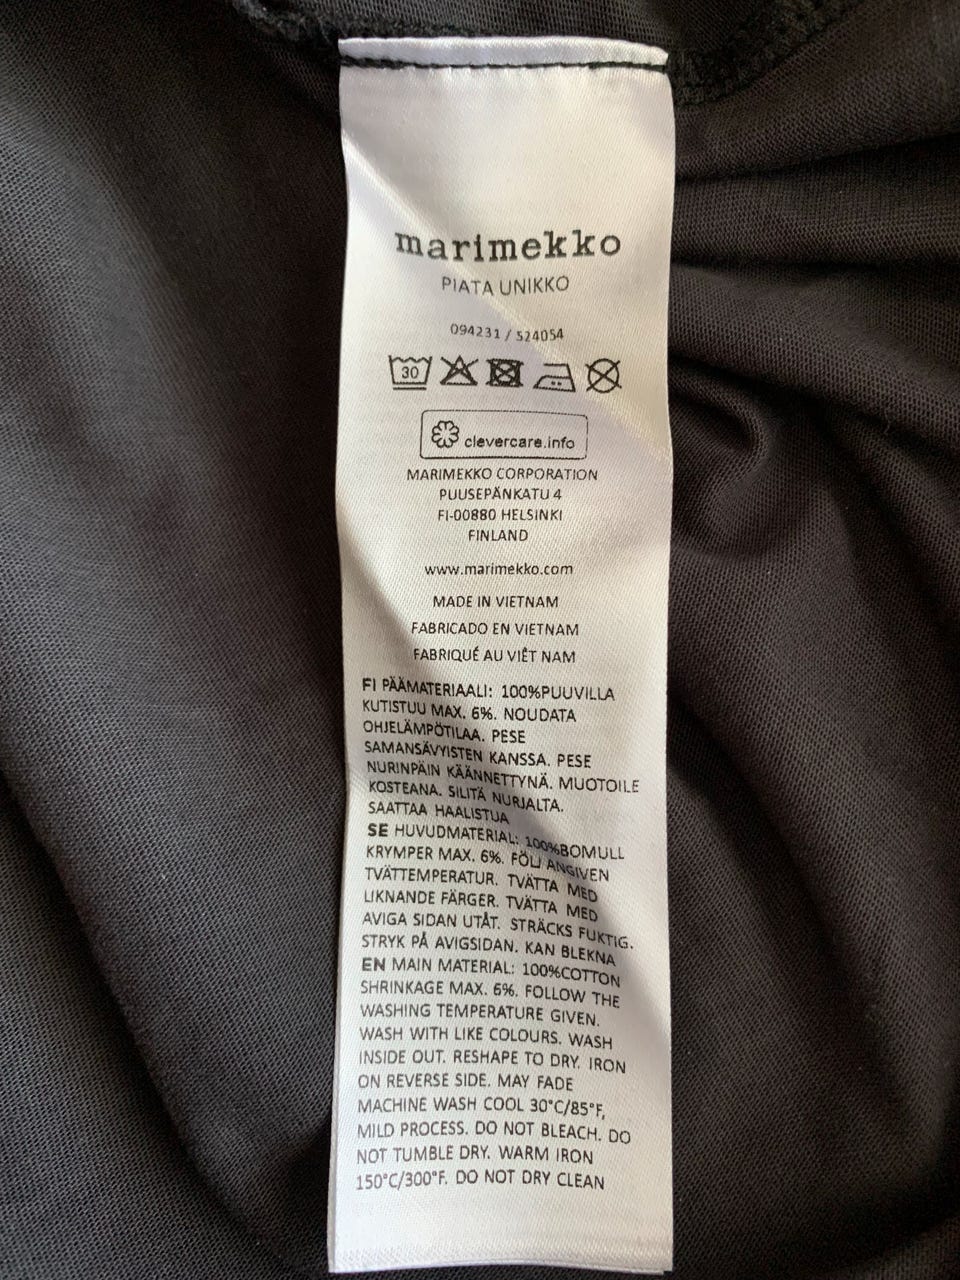 marimekko
PIATA UNIKKO
094231 / 524054
30
clevercare.info
MARIMEKKO CORPORATION
PUUSEPÄNKATU 4
FI-00880 HELSINKI
FINLAND
www.marimekko.com
MADE IN VIETNAM
FABRICADO EN VIETNAM
FABRIQUÉ AU VIÊT NAM
FI PÄÄMATERIAALI: 100%PUUVILLA
KUTISTUU MAX. 6%. NOUDATA
OHJELÄMPÖTILAA. PESE
SAMANSÄVYISTEN KANSSA. PESE
NURINPÄIN KÄÄNNETTYNÄ. MUOTOILE
KOSTEANA. SILITÄ NURJALTA.
SAATTAA HAALISTUA
SE HUVUDMATERIAL: 100%BOMULL
KRYMPER MAX. 6%. FÖLJ ANGIVEN
TVÄTTEMPERATUR. TVÄTTA MED
LIKNANDE FÄRGER. TVÄTTA MED
AVIGA SIDAN UTÅT. STRÄCKS FUKTIG.
STRYK PÅ AVIGSIDAN. KAN BLEKNA
EN MAIN MATERIAL: 100%COTTON
SHRINKAGE MAX. 6%. FOLLOW THE
WASHING TEMPERATURE GIVEN.
WASH WITH LIKE COLOURS. WASH
INSIDE OUT. RESHAPE TO DRY. IRON
ON REVERSE SIDE. MAY FADE
MACHINE WASH COOL 30°C/85°F,
MILD PROCESS. DO NOT BLEACH. DO
NOT TUMBLE DRY. WARM IRON
150°C/300°F. DO NOT DRY CLEAN